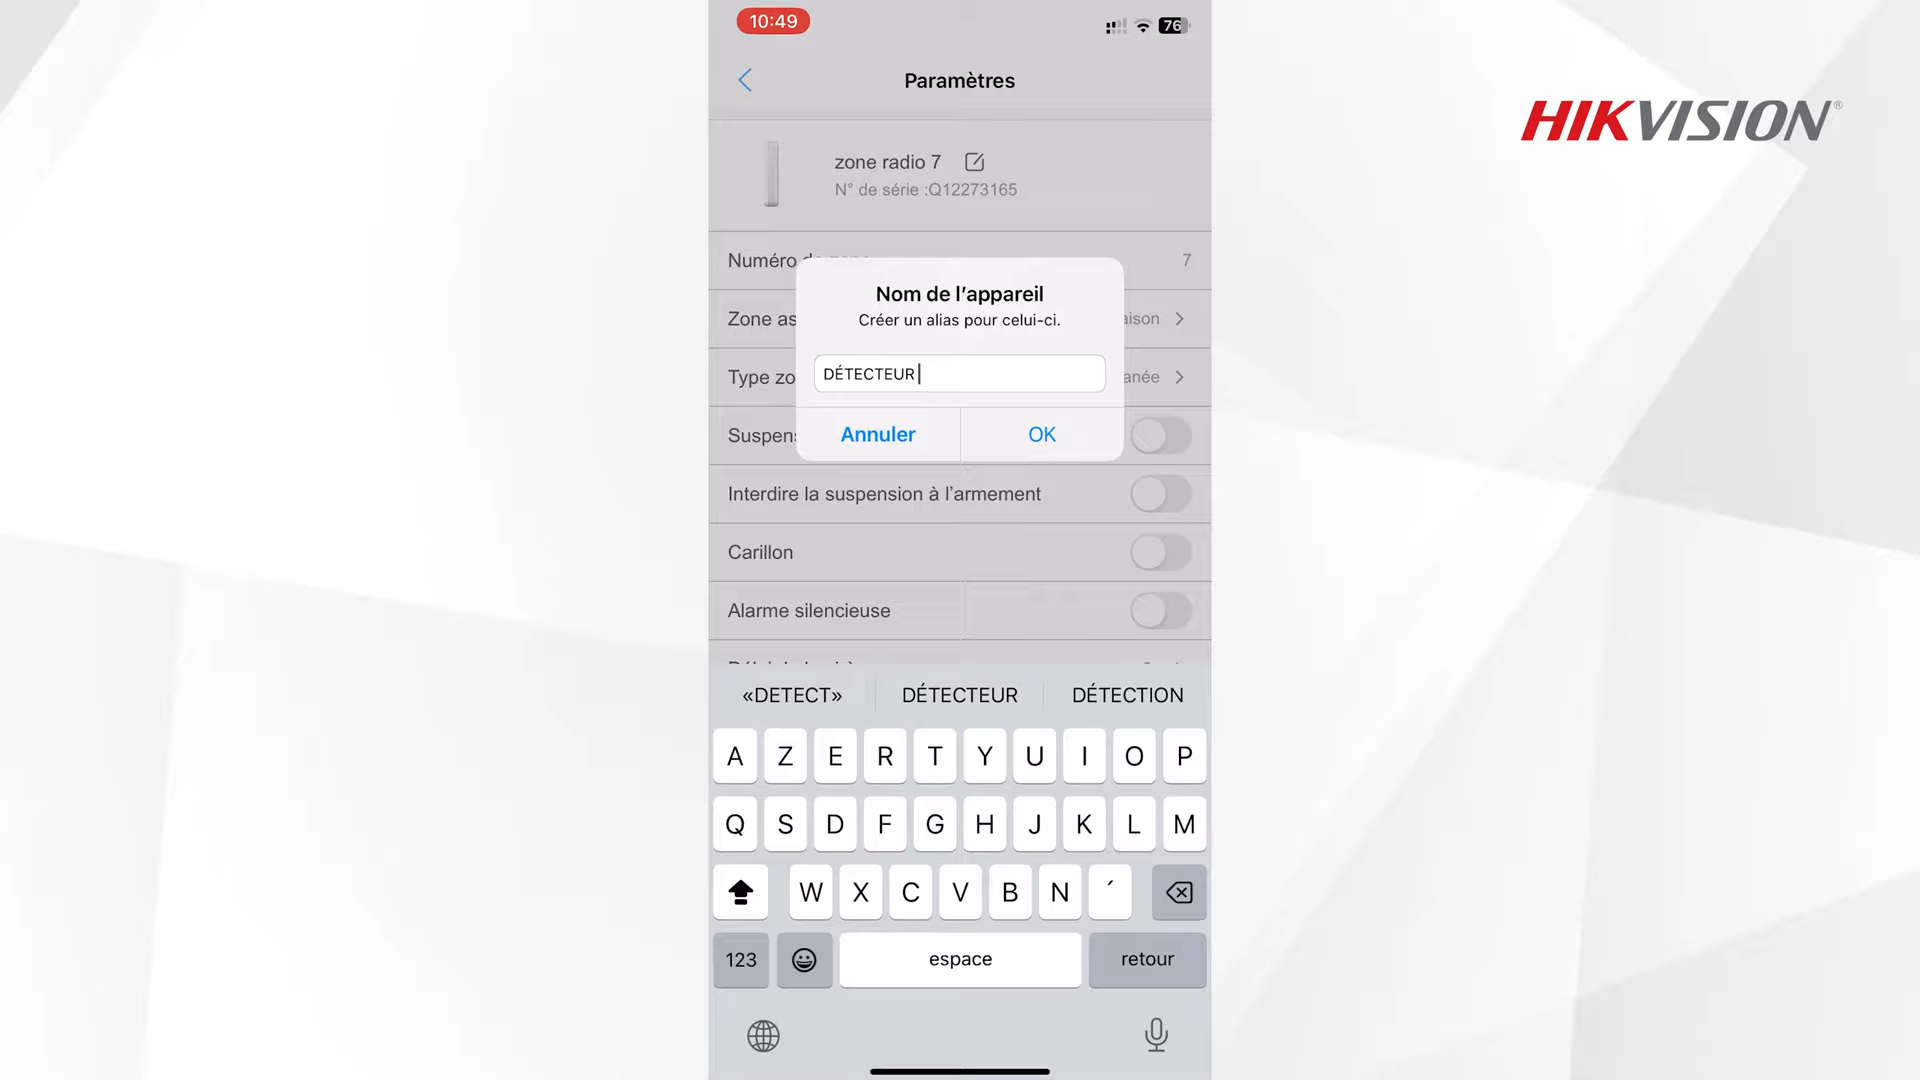 10:49
76
Paramètres
HIKVISION®
zone radio 7
N° de série :Q12273165
Numéro
7
Nom de l'appareil
Créer un alias pour celui-ci.
Zone as
aison
DÉTECTEUR
Type zo
anée
Annuler
OK
Suspens
Interdire la suspension à l'armement
Carillon
Alarme silencieuse
«DETECT» DÉTECTEUR DÉTECTION
A Z E R T Y U I O P
Q S D F G H J K L M
W X C V B N ´
123 espace retour